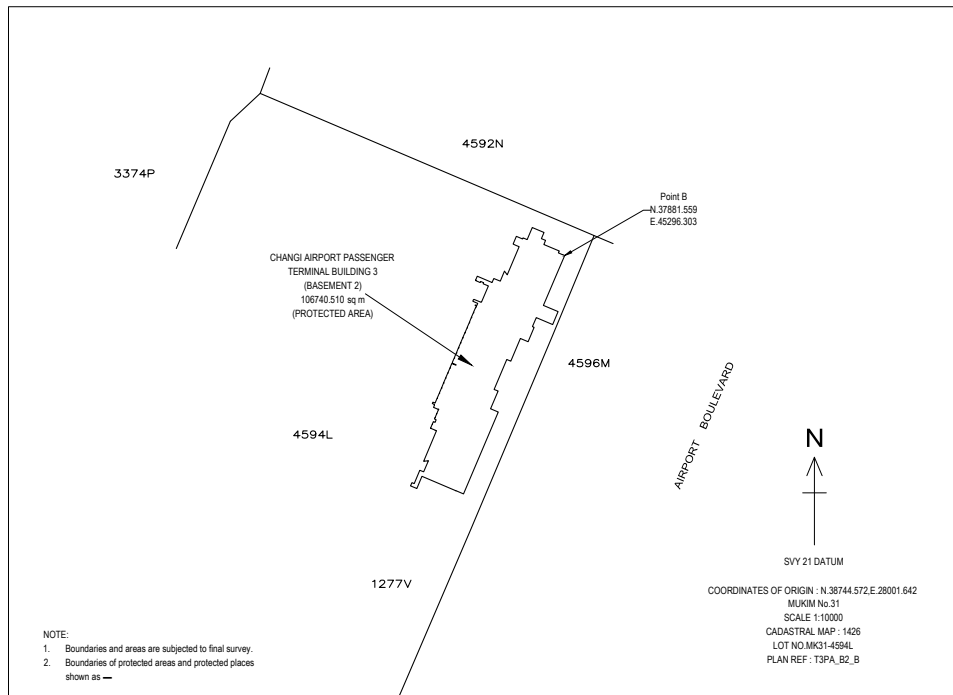 4592N
3374P
Point B
N.37881.559
E.45296.303
CHANGI AIRPORT PASSENGER
TERMINAL BUILDING 3
(BASEMENT 2)
106740.510 sq m
(PROTECTED AREA)
4596M
AIRPORT BOULEVARD
4594L
N
1277V
SVY 21 DATUM
COORDINATES OF ORIGIN : N.38744.572,E.28001.642
MUKIM No.31
SCALE 1:10000
CADASTRAL MAP : 1426
LOT NO.MK31-4594L
PLAN REF : T3PA_B2_B
NOTE:
1. Boundaries and areas are subjected to final survey.
2. Boundaries of protected areas and protected places
shown as —